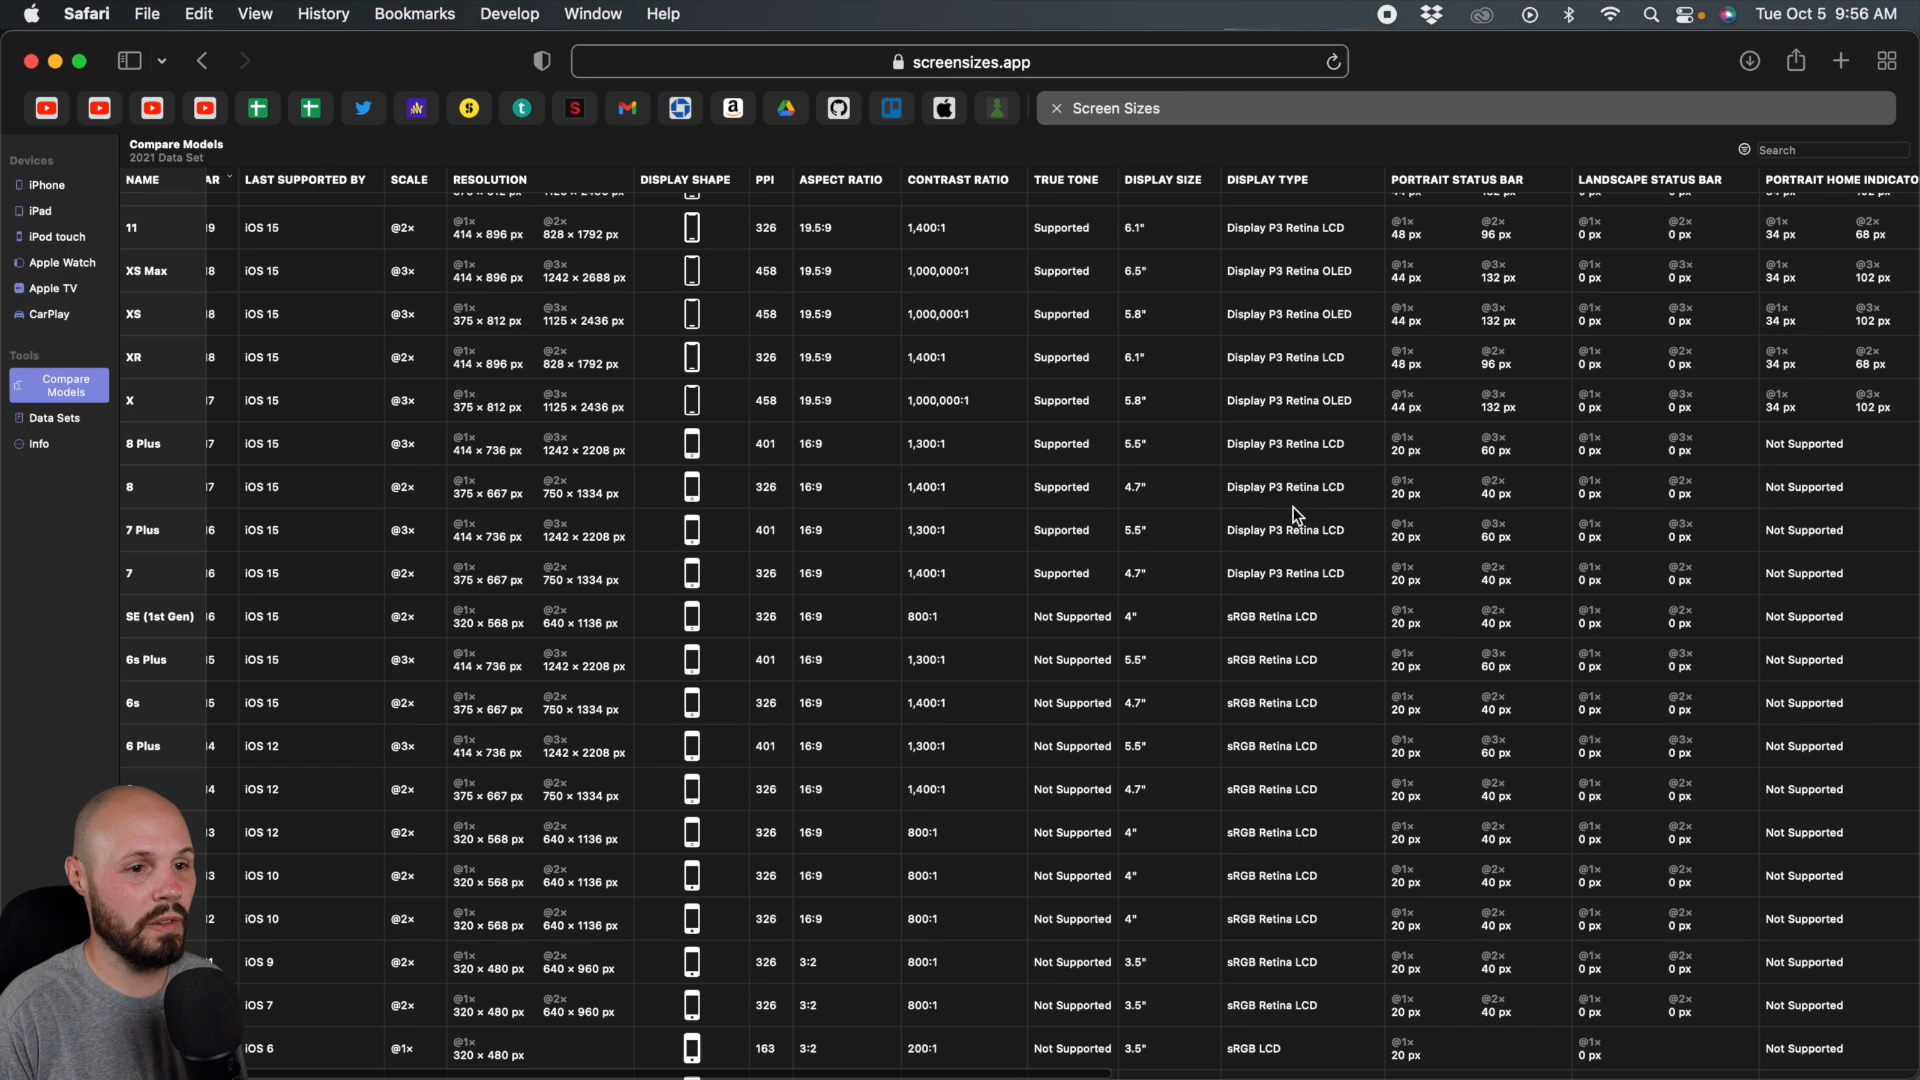 Safari File Edit View History Bookmarks Develop Window Help Tue Oct 5 9:56 AM
screensizes.app
Screen Sizes
Devices
iPhone
iPad
iPod touch
Apple Watch
Apple TV
CarPlay
Tools
Compare Models
Data Sets
Info
Compare Models
2021 Data Set
Search
NAME AR LAST SUPPORTED BY SCALE RESOLUTION DISPLAY SHAPE PPI ASPECT RATIO CONTRAST RATIO TRUE TONE DISPLAY SIZE DISPLAY TYPE PORTRAIT STATUS BAR LANDSCAPE STATUS BAR PORTRAIT HOME INDICATO
@1x @2x @1x @2x @1x @2x @1x @2x
11 19 iOS 15 @2x 414 × 896 px 828 × 1792 px 326 19.5:9 1,400:1 Supported 6.1" Display P3 Retina LCD 48 px 96 px 0 px 0 px 34 px 68 px
@1x @3x @1x @3x @1x @3x @1x @3x
XS Max 18 iOS 15 @3x 414 × 896 px 1242 × 2688 px 458 19.5:9 1,000,000:1 Supported 6.5" Display P3 Retina OLED 44 px 132 px 0 px 0 px 34 px 102 px
@1x @3x @1x @3x @1x @3x @1x @3x
XS 18 iOS 15 @3x 375 × 812 px 1125 × 2436 px 458 19.5:9 1,000,000:1 Supported 5.8" Display P3 Retina OLED 44 px 132 px 0 px 0 px 34 px 102 px
@1x @2x @1x @2x @1x @2x @1x @2x
XR 18 iOS 15 @2x 414 × 896 px 828 × 1792 px 326 19.5:9 1,400:1 Supported 6.1" Display P3 Retina LCD 48 px 96 px 0 px 0 px 34 px 68 px
@1x @3x @1x @3x @1x @3x @1x @3x
X 17 iOS 15 @3x 375 × 812 px 1125 × 2436 px 458 19.5:9 1,000,000:1 Supported 5.8" Display P3 Retina OLED 44 px 132 px 0 px 0 px 34 px 102 px
@1x @3x @1x @3x @1x @3x
8 Plus 17 iOS 15 @3x 414 × 736 px 1242 × 2208 px 401 16:9 1,300:1 Supported 5.5" Display P3 Retina LCD 20 px 60 px 0 px 0 px Not Supported
@1x @2x @1x @2x @1x @2x
8 17 iOS 15 @2x 375 × 667 px 750 × 1334 px 326 16:9 1,400:1 Supported 4.7" Display P3 Retina LCD 20 px 40 px 0 px 0 px Not Supported
@1x @3x @1x @3x @1x @3x
7 Plus 16 iOS 15 @3x 414 × 736 px 1242 × 2208 px 401 16:9 1,300:1 Supported 5.5" Display P3 Retina LCD 20 px 60 px 0 px 0 px Not Supported
@1x @2x @1x @2x @1x @2x
7 16 iOS 15 @2x 375 × 667 px 750 × 1334 px 326 16:9 1,400:1 Supported 4.7" Display P3 Retina LCD 20 px 40 px 0 px 0 px Not Supported
@1x @2x @1x @2x @1x @2x
SE (1st Gen) 16 iOS 15 @2x 320 × 568 px 640 × 1136 px 326 16:9 800:1 Not Supported 4" sRGB Retina LCD 20 px 40 px 0 px 0 px Not Supported
@1x @3x @1x @3x @1x @3x
6s Plus 15 iOS 15 @3x 414 × 736 px 1242 × 2208 px 401 16:9 1,300:1 Not Supported 5.5" sRGB Retina LCD 20 px 60 px 0 px 0 px Not Supported
@1x @2x @1x @2x @1x @2x
6s 15 iOS 15 @2x 375 × 667 px 750 × 1334 px 326 16:9 1,400:1 Not Supported 4.7" sRGB Retina LCD 20 px 40 px 0 px 0 px Not Supported
@1x @3x @1x @3x @1x @3x
6 Plus 14 iOS 12 @3x 414 × 736 px 1242 × 2208 px 401 16:9 1,300:1 Not Supported 5.5" sRGB Retina LCD 20 px 60 px 0 px 0 px Not Supported
@1x @2x @1x @2x @1x @2x
14 iOS 12 @2x 375 × 667 px 750 × 1334 px 326 16:9 1,400:1 Not Supported 4.7" sRGB Retina LCD 20 px 40 px 0 px 0 px Not Supported
@1x @2x @1x @2x @1x @2x
13 iOS 12 @2x 320 × 568 px 640 × 1136 px 326 16:9 800:1 Not Supported 4" sRGB Retina LCD 20 px 40 px 0 px 0 px Not Supported
@1x @2x @1x @2x @1x @2x
13 iOS 10 @2x 320 × 568 px 640 × 1136 px 326 16:9 800:1 Not Supported 4" sRGB Retina LCD 20 px 40 px 0 px 0 px Not Supported
@1x @2x @1x @2x @1x @2x
12 iOS 10 @2x 320 × 568 px 640 × 1136 px 326 16:9 800:1 Not Supported 4" sRGB Retina LCD 20 px 40 px 0 px 0 px Not Supported
@1x @2x @1x @2x @1x @2x
iOS 9 @2x 320 × 480 px 640 × 960 px 326 3:2 800:1 Not Supported 3.5" sRGB Retina LCD 20 px 40 px 0 px 0 px Not Supported
@1x @2x @1x @2x @1x @2x
iOS 7 @2x 320 × 480 px 640 × 960 px 326 3:2 800:1 Not Supported 3.5" sRGB Retina LCD 20 px 40 px 0 px 0 px Not Supported
@1x @1x @1x
iOS 6 @1x 320 × 480 px 163 3:2 200:1 Not Supported 3.5" sRGB LCD 20 px 0 px Not Supported